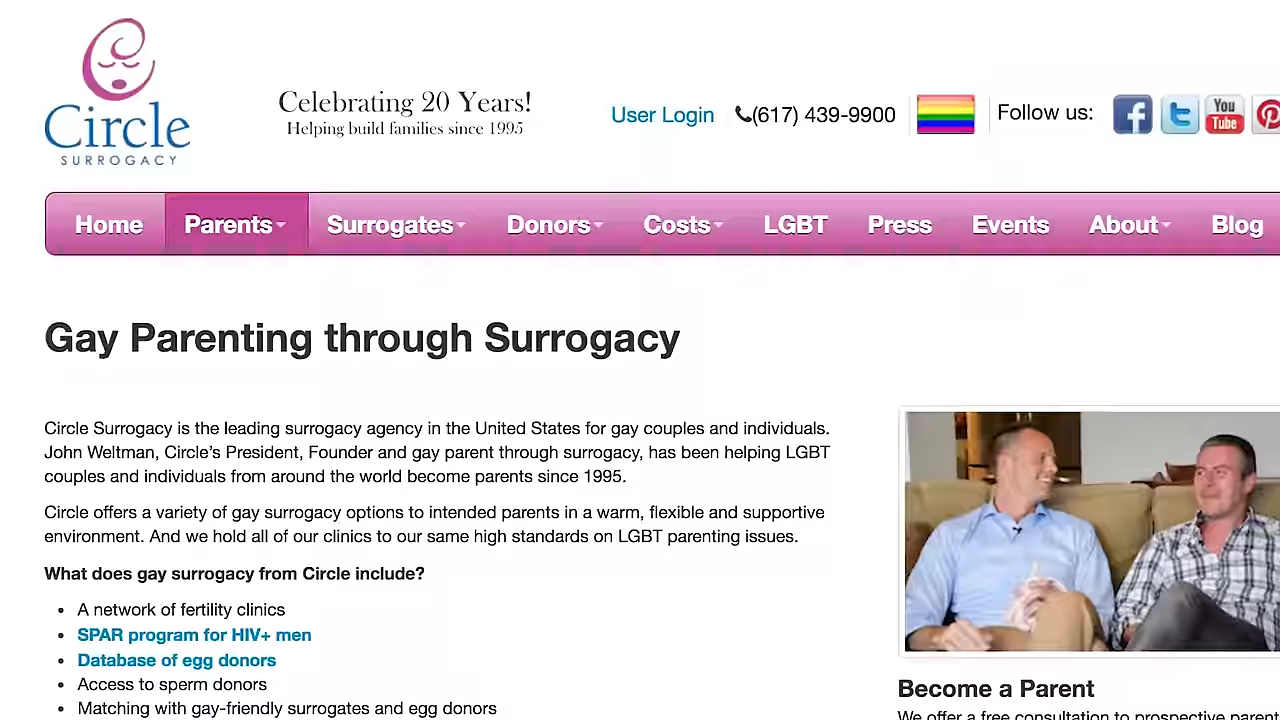 Circle
SURROGACY
Celebrating 20 Years!
Helping build families since 1995
User Login
(617) 439-9900
Follow us:
You
Tube
Home
Parents
Surrogates
Donors
Costs
LGBT
Press
Events
About
Blog
Gay Parenting through Surrogacy
Circle Surrogacy is the leading surrogacy agency in the United States for gay couples and individuals.
John Weltman, Circle's President, Founder and gay parent through surrogacy, has been helping LGBT
couples and individuals from around the world become parents since 1995.
Circle offers a variety of gay surrogacy options to intended parents in a warm, flexible and supportive
environment. And we hold all of our clinics to our same high standards on LGBT parenting issues.
What does gay surrogacy from Circle include?
• A network of fertility clinics
• SPAR program for HIV+ men
• Database of egg donors
• Access to sperm donors
• Matching with gay-friendly surrogates and egg donors
Become a Parent
We offer a free consultation to prospective parent